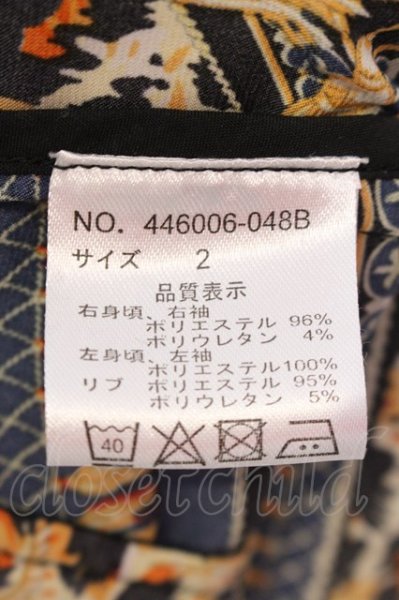 NO. 446006-048B
サイズ 2
品質表示
右身頃、右袖
ポリエステル 96%
ポリウレタン 4%
左身頃、左袖
ポリエステル100%
リブ ポリエステル 95%
ポリウレタン 5%
40
closet child